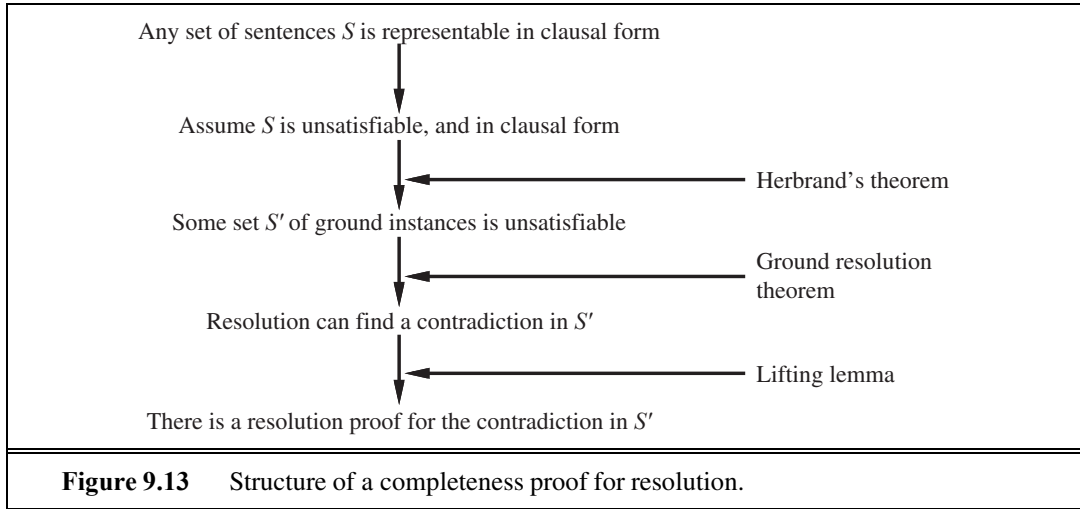 Any set of sentences S is representable in clausal form
Assume S is unsatisfiable, and in clausal form
Herbrand's theorem
Some set S′ of ground instances is unsatisfiable
Ground resolution
theorem
Resolution can find a contradiction in S′
Lifting lemma
There is a resolution proof for the contradiction in S′
Figure 9.13 Structure of a completeness proof for resolution.